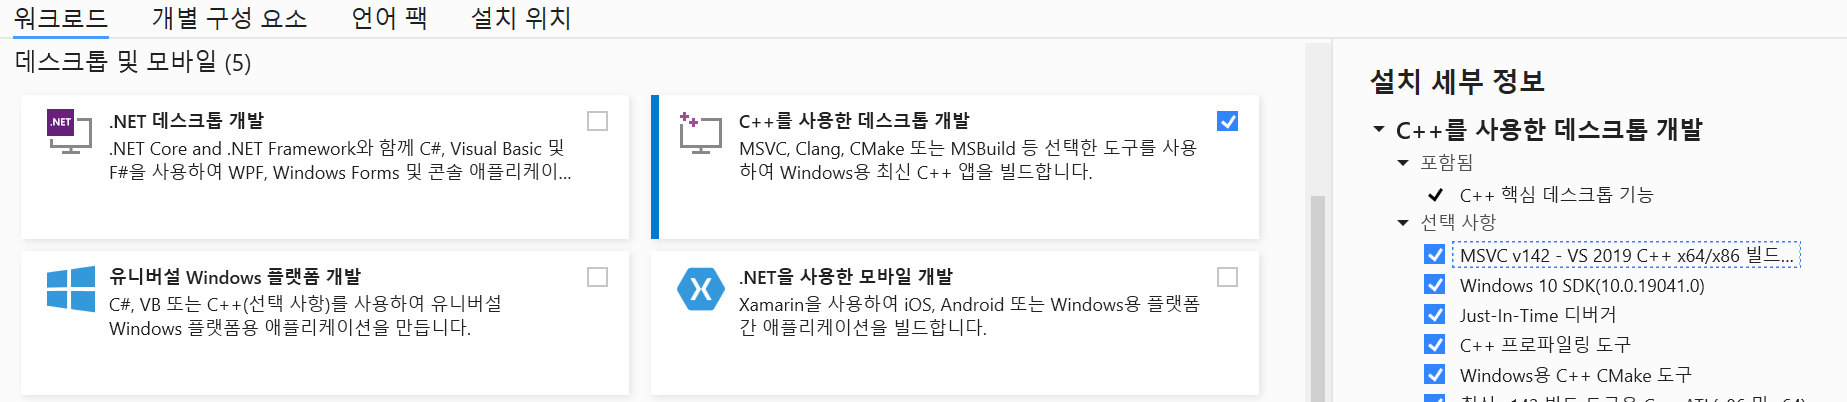 워크로드 개별 구성 요소 언어 팩 설치 위치
데스크톱 및 모바일 (5)
.NET
.NET 데스크톱 개발
.NET Core and .NET Framework와 함께 C#, Visual Basic 및
F#을 사용하여 WPF, Windows Forms 및 콘솔 애플리케이...
C++를 사용한 데스크톱 개발
MSVC, Clang, CMake 또는 MSBuild 등 선택한 도구를 사용
하여 Windows용 최신 C++ 앱을 빌드합니다.
유니버설 Windows 플랫폼 개발
C#, VB 또는 C++(선택 사항)를 사용하여 유니버설
Windows 플랫폼용 애플리케이션을 만듭니다.
.NET을 사용한 모바일 개발
Xamarin을 사용하여 iOS, Android 또는 Windows용 플랫폼
간 애플리케이션을 빌드합니다.
설치 세부 정보
C++를 사용한 데스크톱 개발
포함됨
C++ 핵심 데스크톱 기능
선택 사항
MSVC v142 - VS 2019 C++ x64/x86 빌드...
Windows 10 SDK(10.0.19041.0)
Just-In-Time 디버거
C++ 프로파일링 도구
Windows용 C++ CMake 도구